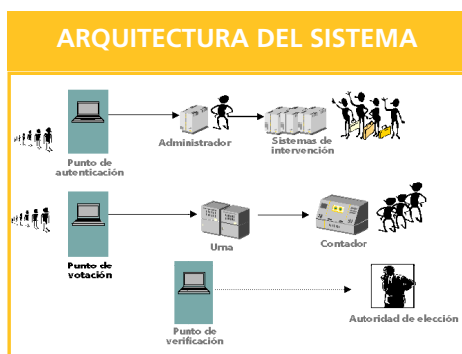 ARQUITECTURA DEL SISTEMA
Punto de
autenticación
Administrador
Sistemas de
intervención
Punto de
votación
Urna
Contador
Punto de
verificación
Autoridad de elección